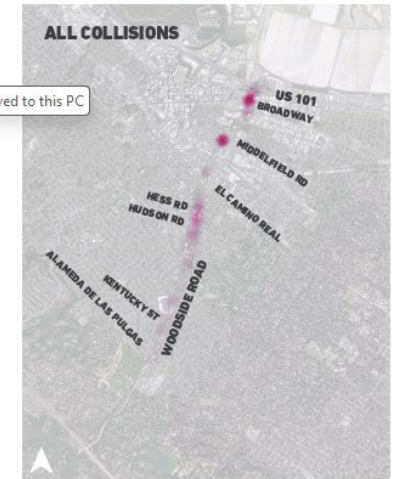 ALL COLLISIONS
ved to this PC
US 101
BROADWAY
MIDDLEFIELD RD
HESS RD
HUDSON RD
EL CAMINO REAL
KENTUCKY ST
ALAMEDA DE LAS PULGAS
WOODSIDE ROAD